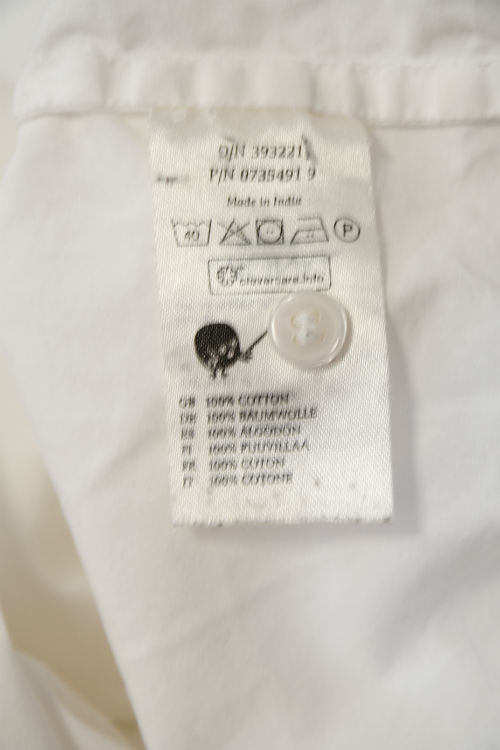 O/N 393221
P/N 0735491 9
Made in India
40 P
clevercare.info
GB 100% COTTON
DE 100% BAUMWOLLE
ES 100% ALGODON
FI 100% PUUVILLAA
FR 100% COTON
IT 100% COTONE